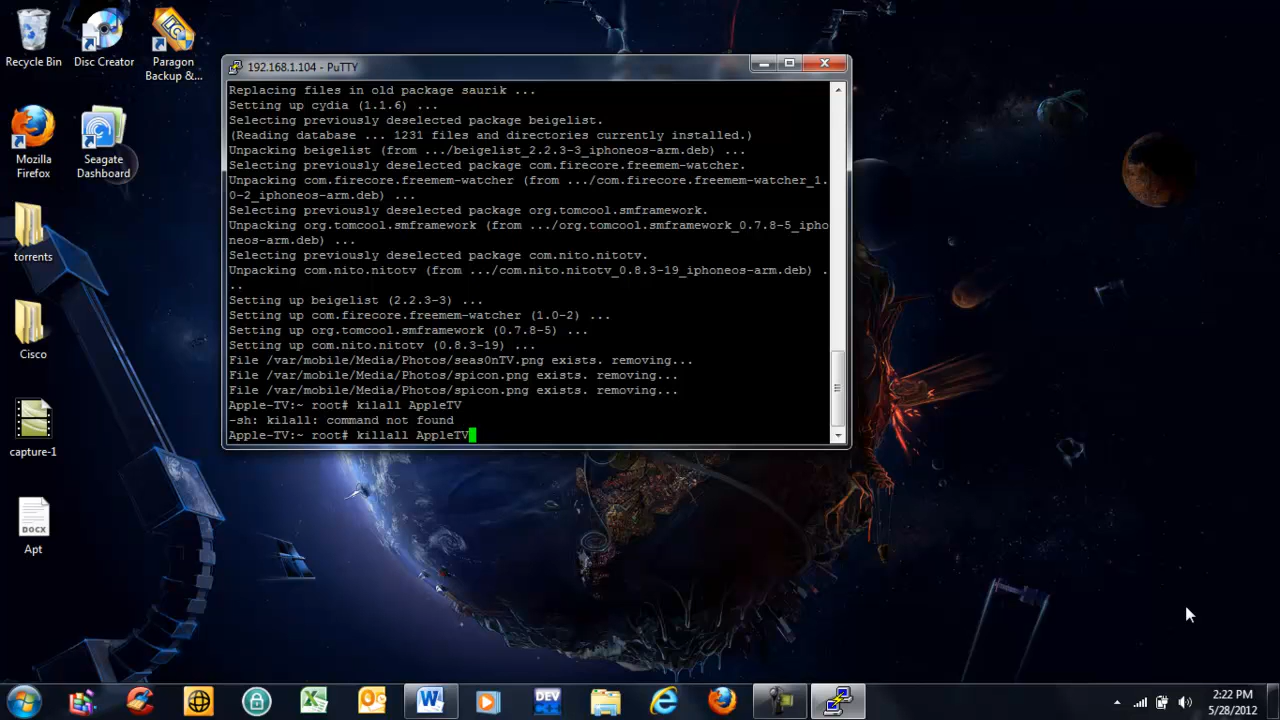 Recycle Bin
Disc Creator
Paragon
Backup &...
Mozilla
Firefox
Seagate
Dashboard
torrents
Cisco
capture-1
DOCX
Apt
192.168.1.104 - PuTTY
Replacing files in old package saurik ...
Setting up cydia (1.1.6) ...
Selecting previously deselected package beigelist.
(Reading database ... 1231 files and directories currently installed.)
Unpacking beigelist (from .../beigelist_2.2.3-3_iphoneos-arm.deb) ...
Selecting previously deselected package com.firecore.freemem-watcher.
Unpacking com.firecore.freemem-watcher (from .../com.firecore.freemem-watcher_1.
0-2_iphoneos-arm.deb) ...
Selecting previously deselected package org.tomcool.smframework.
Unpacking org.tomcool.smframework (from .../org.tomcool.smframework_0.7.8-5_ipho
neos-arm.deb) ...
Selecting previously deselected package com.nito.nitotv.
Unpacking com.nito.nitotv (from .../com.nito.nitotv_0.8.3-19_iphoneos-arm.deb) .
..
Setting up beigelist (2.2.3-3) ...
Setting up com.firecore.freemem-watcher (1.0-2) ...
Setting up org.tomcool.smframework (0.7.8-5) ...
Setting up com.nito.nitotv (0.8.3-19) ...
File /var/mobile/Media/Photos/seas0nTV.png exists. removing...
File /var/mobile/Media/Photos/spicon.png exists. removing...
File /var/mobile/Media/Photos/spicon.png exists. removing...
Apple-TV:~ root# kilall AppleTV
-sh: kilall: command not found
Apple-TV:~ root# killall AppleTV
DEV
2:22 PM
5/28/2012